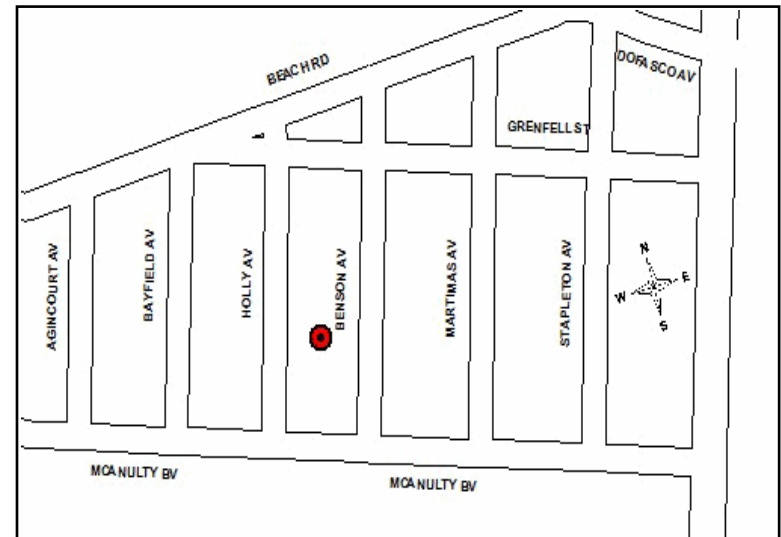 BEACH RD
DOFASCO AV
GRENFELL ST
AGINCOURT AV
BAYFIELD AV
HOLLY AV
BENSON AV
MARTIMAS AV
STAPLETON AV
N
W E
S
MCANULTY BV
MCANULTY BV